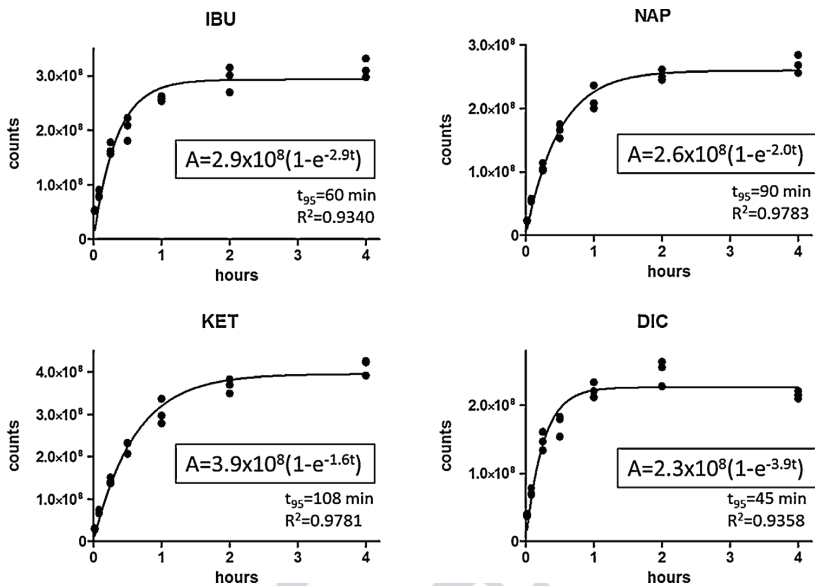 IBU
3.0×10⁸
2.0×10⁸
1.0×10⁸
0
counts
A=2.9x10⁸(1-e⁻²·⁹ᵗ)
t₉₅=60 min
R²=0.9340
0 1 2 3 4
hours
NAP
3.0×10⁸
2.0×10⁸
1.0×10⁸
0
counts
A=2.6x10⁸(1-e⁻²·⁰ᵗ)
t₉₅=90 min
R²=0.9783
0 1 2 3 4
hours
KET
4.0×10⁸
3.0×10⁸
2.0×10⁸
1.0×10⁸
0
counts
A=3.9x10⁸(1-e⁻¹·⁶ᵗ)
t₉₅=108 min
R²=0.9781
0 1 2 3 4
hours
DIC
2.0×10⁸
1.0×10⁸
0
counts
A=2.3x10⁸(1-e⁻³·⁹ᵗ)
t₉₅=45 min
R²=0.9358
0 1 2 3 4
hours